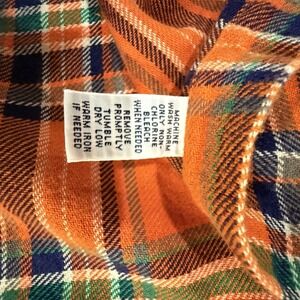 MACHINE
WASH WARM
ONLY NON-
CHLORINE
BLEACH
WHEN NEEDED
REMOVE
PROMPTLY
TUMBLE
DRY LOW
WARM IRON
IF NEEDED